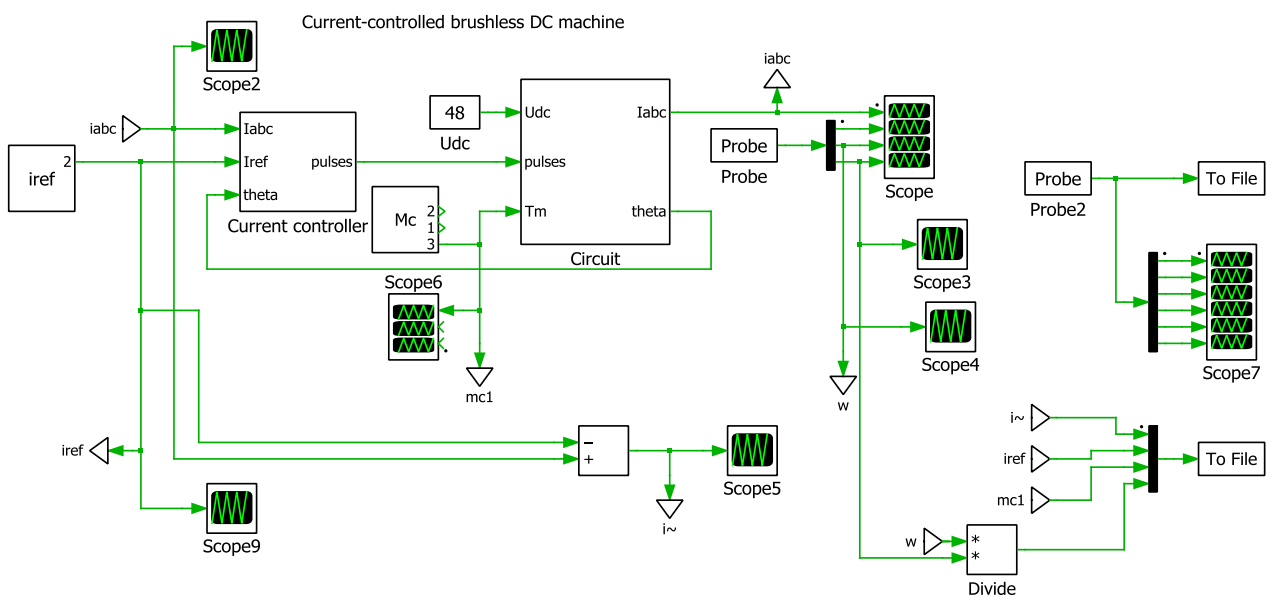 Current-controlled brushless DC machine
Scope2
iabc
iabc
Iabc
Iref
theta
pulses
Current controller
2
iref
48
Udc
Udc
pulses
Tm
Iabc
theta
Circuit
Mc
2
1
3
Probe
Probe
Scope
Probe
Probe2
To File
Scope3
Scope6
Scope4
Scope7
mc1
w
iref
−
+
Scope5
i~
Scope9
i~
iref
mc1
To File
w
*
*
Divide